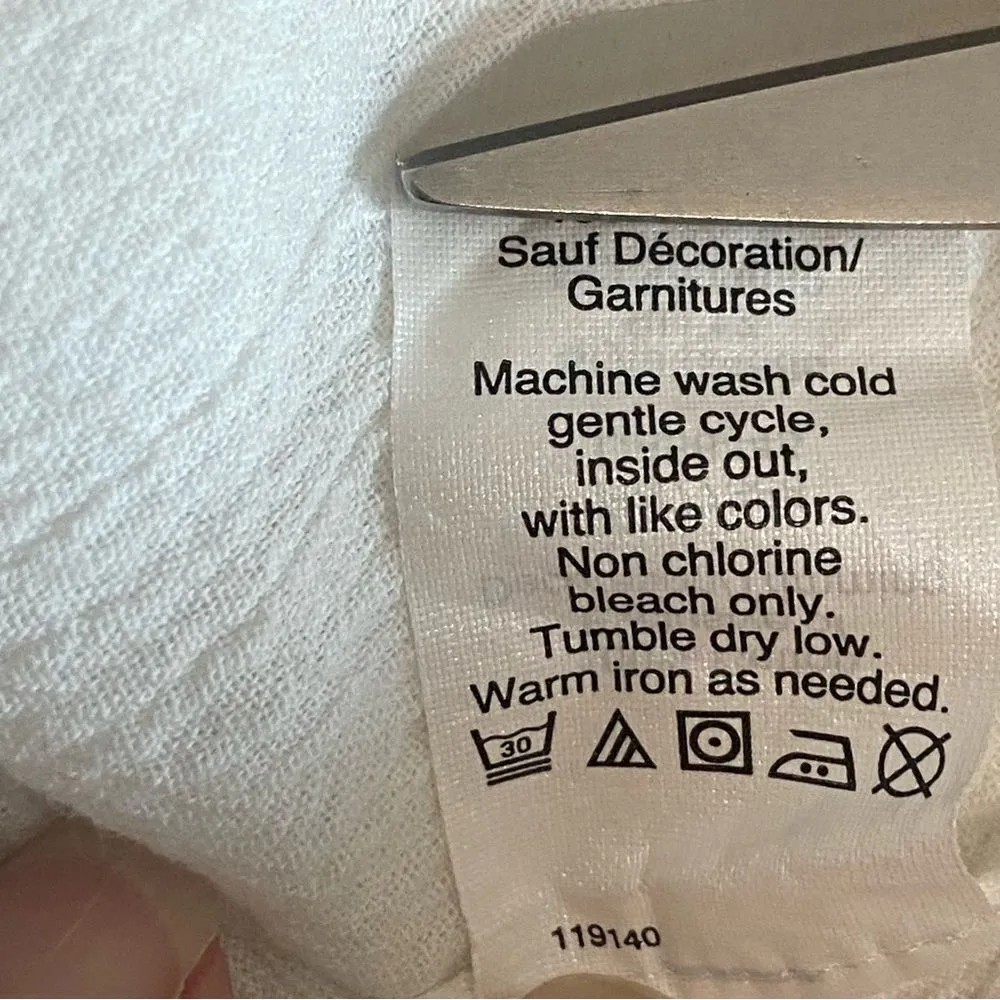 Sauf Décoration/
Garnitures
Machine wash cold
gentle cycle,
inside out,
with like colors.
Non chlorine
bleach only.
Tumble dry low.
Warm iron as needed.
30
119140